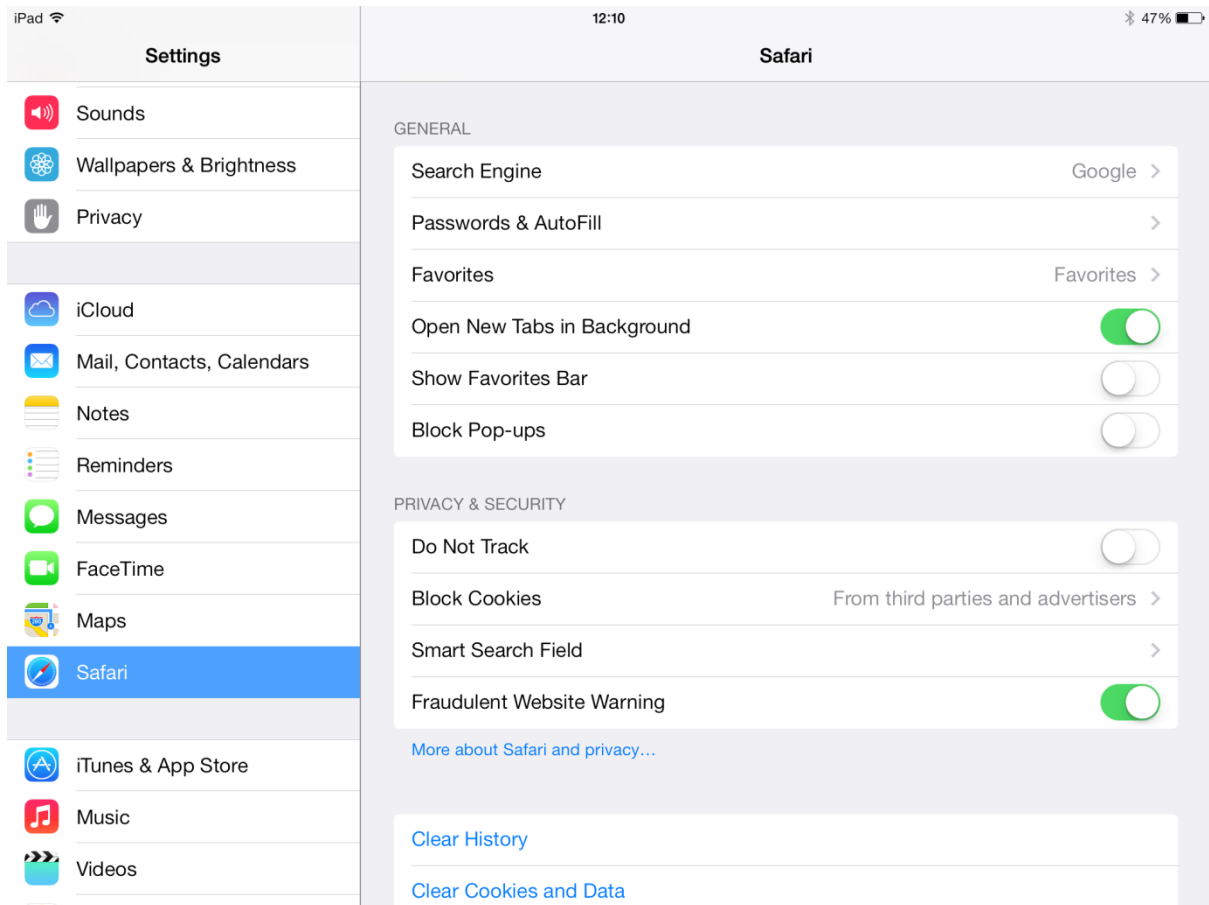 iPad 12:10 47%
Settings
Safari
Sounds
Wallpapers & Brightness
Privacy
iCloud
Mail, Contacts, Calendars
Notes
Reminders
Messages
FaceTime
Maps
Safari
iTunes & App Store
Music
Videos
GENERAL
Search Engine Google
Passwords & AutoFill
Favorites Favorites
Open New Tabs in Background
Show Favorites Bar
Block Pop-ups
PRIVACY & SECURITY
Do Not Track
Block Cookies From third parties and advertisers
Smart Search Field
Fraudulent Website Warning
More about Safari and privacy…
Clear History
Clear Cookies and Data